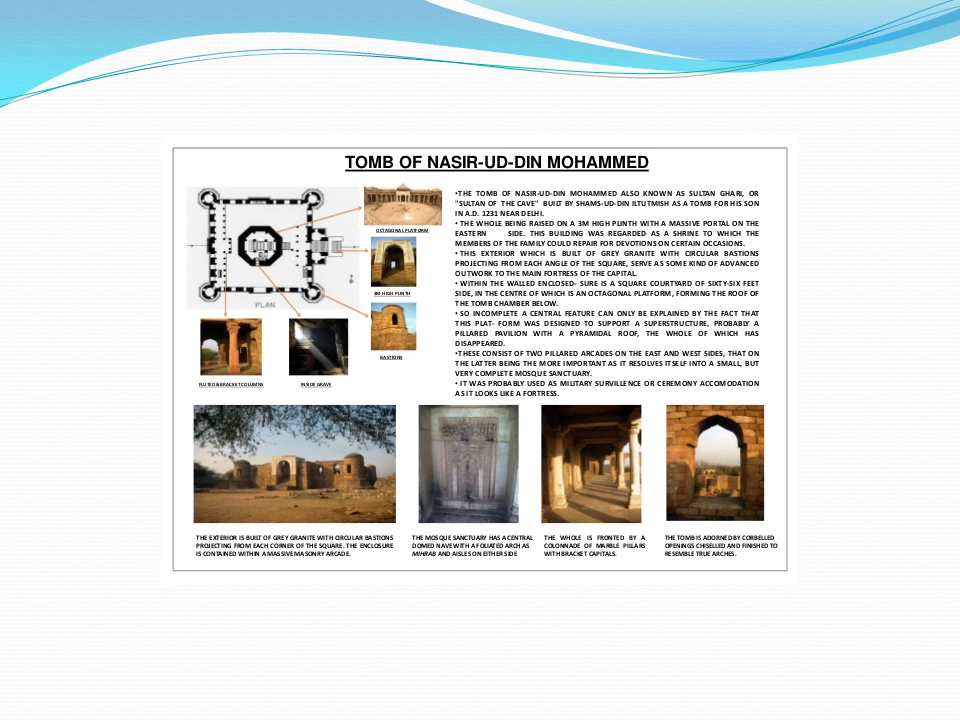 TOMB OF NASIR-UD-DIN MOHAMMED
PLAN
OCTAGONAL PLATFORM
3M HIGH PLINTH
BASTIONS
FLUTED & BRACKET COLUMNS
INSIDE GRAVE
•THE TOMB OF NASIR-UD-DIN MOHAMMED ALSO KNOWN AS SULTAN GHARI, OR
"SULTAN OF THE CAVE" BUILT BY SHAMS-UD-DIN ILTUTMISH AS A TOMB FOR HIS SON
IN A.D. 1231 NEAR DELHI.
• THE WHOLE BEING RAISED ON A 3M HIGH PLINTH WITH A MASSIVE PORTAL ON THE
EASTERN SIDE. THIS BUILDING WAS REGARDED AS A SHRINE TO WHICH THE
MEMBERS OF THE FAMILY COULD REPAIR FOR DEVOTIONS ON CERTAIN OCCASIONS.
•THIS EXTERIOR WHICH IS BUILT OF GREY GRANITE WITH CIRCULAR BASTIONS
PROJECTING FROM EACH ANGLE OF THE SQUARE, SERVE AS SOME KIND OF ADVANCED
OUTWORK TO THE MAIN FORTRESS OF THE CAPITAL.
• WITHIN THE WALLED ENCLOSED- SURE IS A SQUARE COURTYARD OF SIXTY-SIX FEET
SIDE, IN THE CENTRE OF WHICH IS AN OCTAGONAL PLATFORM, FORMING THE ROOF OF
THE TOMB CHAMBER BELOW.
• SO INCOMPLETE A CENTRAL FEATURE CAN ONLY BE EXPLAINED BY THE FACT THAT
THIS PLAT- FORM WAS DESIGNED TO SUPPORT A SUPERSTRUCTURE, PROBABLY A
PILLARED PAVILION WITH A PYRAMIDAL ROOF, THE WHOLE OF WHICH HAS
DISAPPEARED.
•THESE CONSIST OF TWO PILLARED ARCADES ON THE EAST AND WEST SIDES, THAT ON
THE LATTER BEING THE MORE IMPORTANT AS IT RESOLVES ITSELF INTO A SMALL, BUT
VERY COMPLETE MOSQUE SANCTUARY.
• IT WAS PROBABLY USED AS MILITARY SURVILLENCE OR CEREMONY ACCOMODATION
AS IT LOOKS LIKE A FORTRESS.
THE EXTERIOR IS BUILT OF GREY GRANITE WITH CIRCULAR BASTIONS
PROJECTING FROM EACH CORNER OF THE SQUARE. THE ENCLOSURE
IS CONTAINED WITHIN A MASSIVE MASONRY ARCADE.
THE MOSQUE SANCTUARY HAS A CENTRAL
DOMED NAVE WITH A FOLIATED ARCH AS
MIHRAB AND AISLES ON EITHER SIDE
THE WHOLE IS FRONTED BY A
COLONNADE OF MARBLE PILLARS
WITH BRACKET CAPITALS.
THE TOMB IS ADORNED BY CORBELLED
OPENINGS CHISELLED AND FINISHED TO
RESEMBLE TRUE ARCHES.